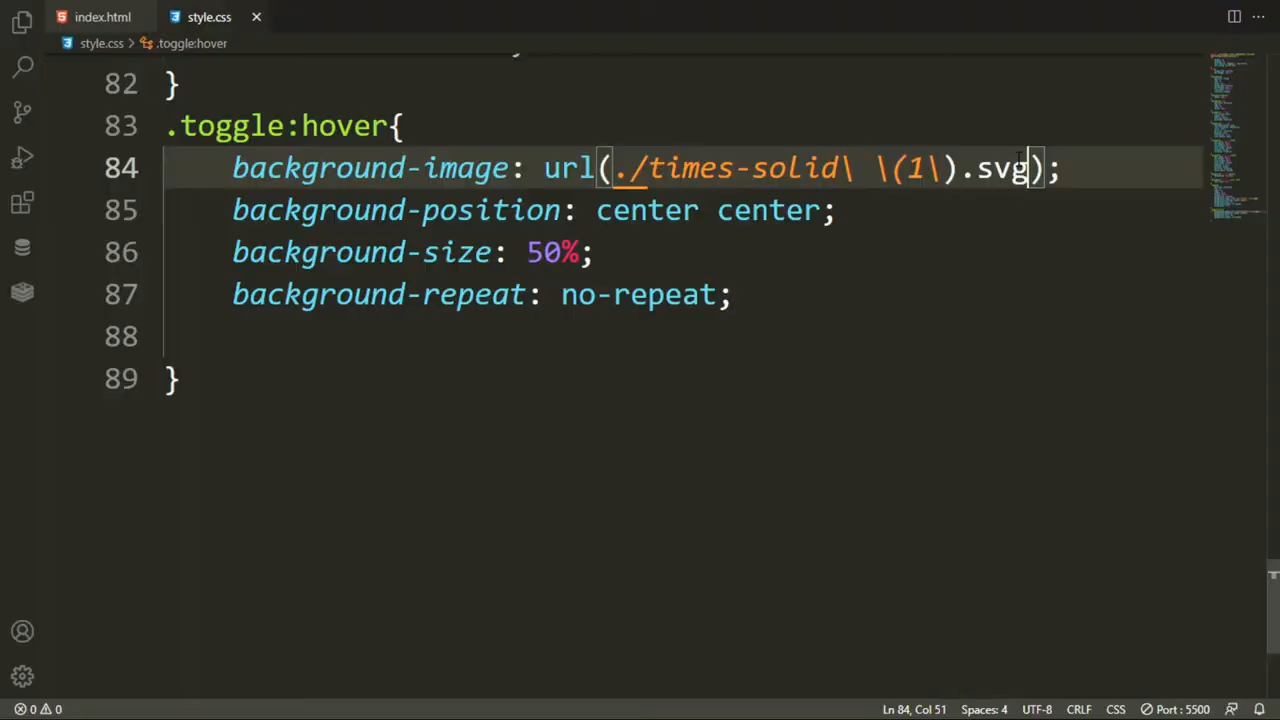 index.html
style.css
style.css > .toggle:hover
82 }
83 .toggle:hover{
84 background-image: url(./times-solid\ \(1\).svg);
85 background-position: center center;
86 background-size: 50%;
87 background-repeat: no-repeat;
88
89 }
0 0 Ln 84, Col 51 Spaces: 4 UTF-8 CRLF CSS Port : 5500